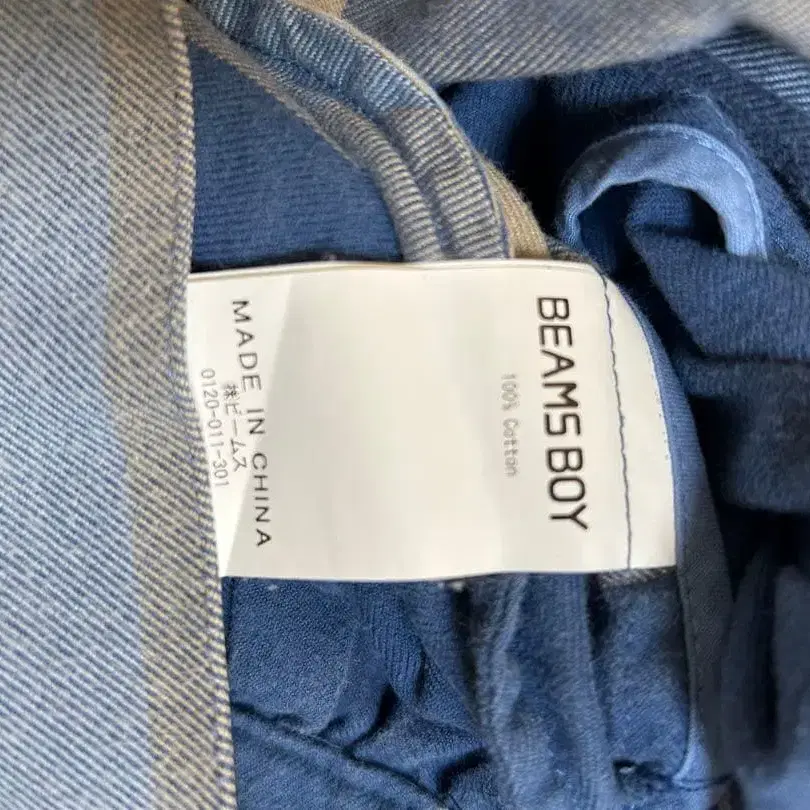 BEAMS BOY
100% Cotton
MADE IN CHINA
㈱ビームス
0120-011-301